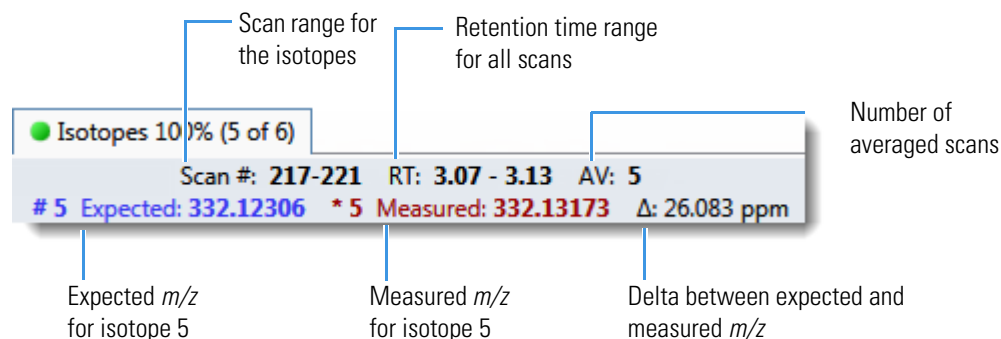 Scan range for
the isotopes
Retention time range
for all scans
Number of
averaged scans
Isotopes 100% (5 of 6)
Scan #: 217-221 RT: 3.07 - 3.13 AV: 5
# 5 Expected: 332.12306 * 5 Measured: 332.13173 Δ: 26.083 ppm
Expected m/z
for isotope 5
Measured m/z
for isotope 5
Delta between expected and
measured m/z